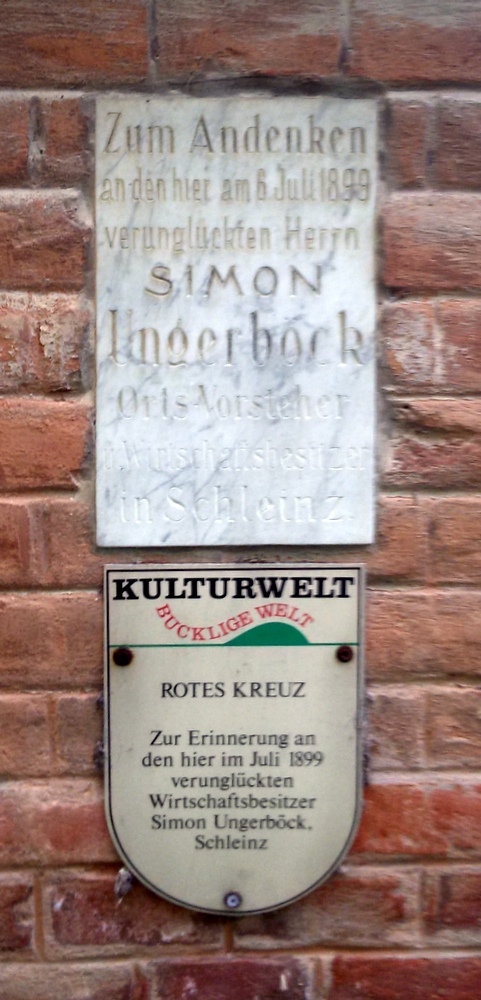 Zum Andenken
an den hier am 6 Juli 1899
verunglückten Herrn
SIMON
Ungerböck
Orts-Vorsteher
u. Wirtschaftsbesitzer
in Schleinz.
KULTURWELT
BUCKLIGE WELT
ROTES KREUZ
Zur Erinnerung an
den hier im Juli 1899
verunglückten
Wirtschaftsbesitzer
Simon Ungerböck,
Schleinz